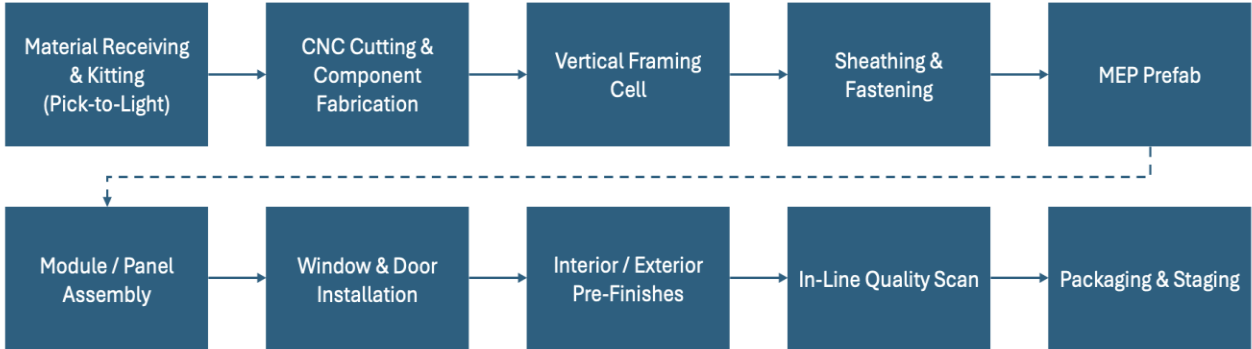 Material Receiving
& Kitting
(Pick-to-Light)
CNC Cutting &
Component
Fabrication
Vertical Framing
Cell
Sheathing &
Fastening
MEP Prefab
Module / Panel
Assembly
Window & Door
Installation
Interior / Exterior
Pre-Finishes
In-Line Quality Scan
Packaging & Staging